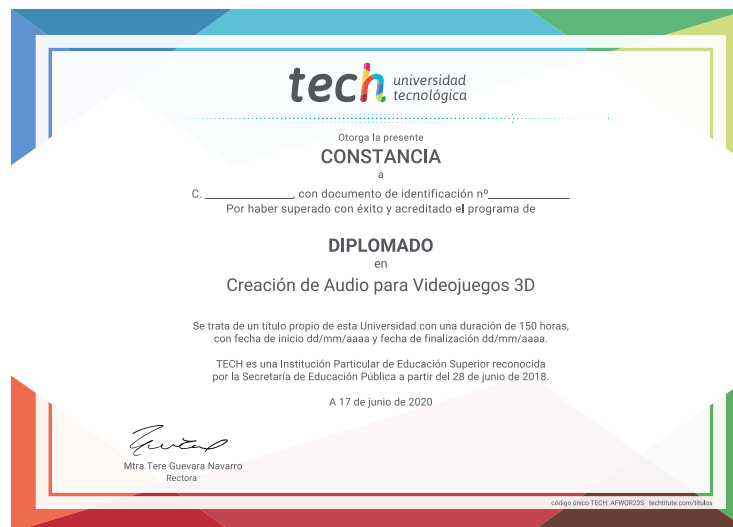 tech universidad
tecnológica
Otorga la presente
CONSTANCIA
a
C. ______________, con documento de identificación nº_____________
Por haber superado con éxito y acreditado el programa de
DIPLOMADO
en
Creación de Audio para Videojuegos 3D
Se trata de un título propio de esta Universidad con una duración de 150 horas,
con fecha de inicio dd/mm/aaaa y fecha de finalización dd/mm/aaaa.
TECH es una Institución Particular de Educación Superior reconocida
por la Secretaría de Educación Pública a partir del 28 de junio de 2018.
A 17 de junio de 2020
Mtra.Tere Guevara Navarro
Rectora
código único TECH: AFWOR23S techtitute.com/titulos